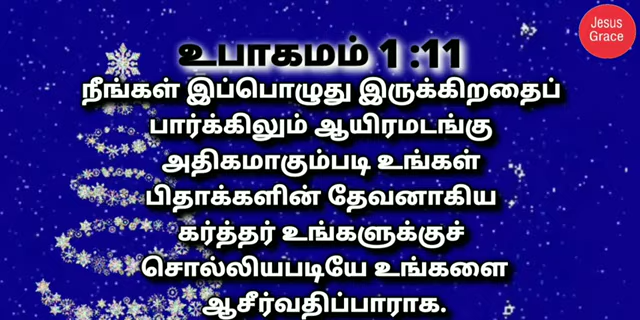 Jesus
Grace
உபாகமம் 1 :11
நீங்கள் இப்பொழுது இருக்கிறதைப்
பார்க்கிலும் ஆயிரமடங்கு
அதிகமாகும்படி உங்கள்
பிதாக்களின் தேவனாகிய
கர்த்தர் உங்களுக்குச்
சொல்லியபடியே உங்களை
ஆசீர்வதிப்பாராக.